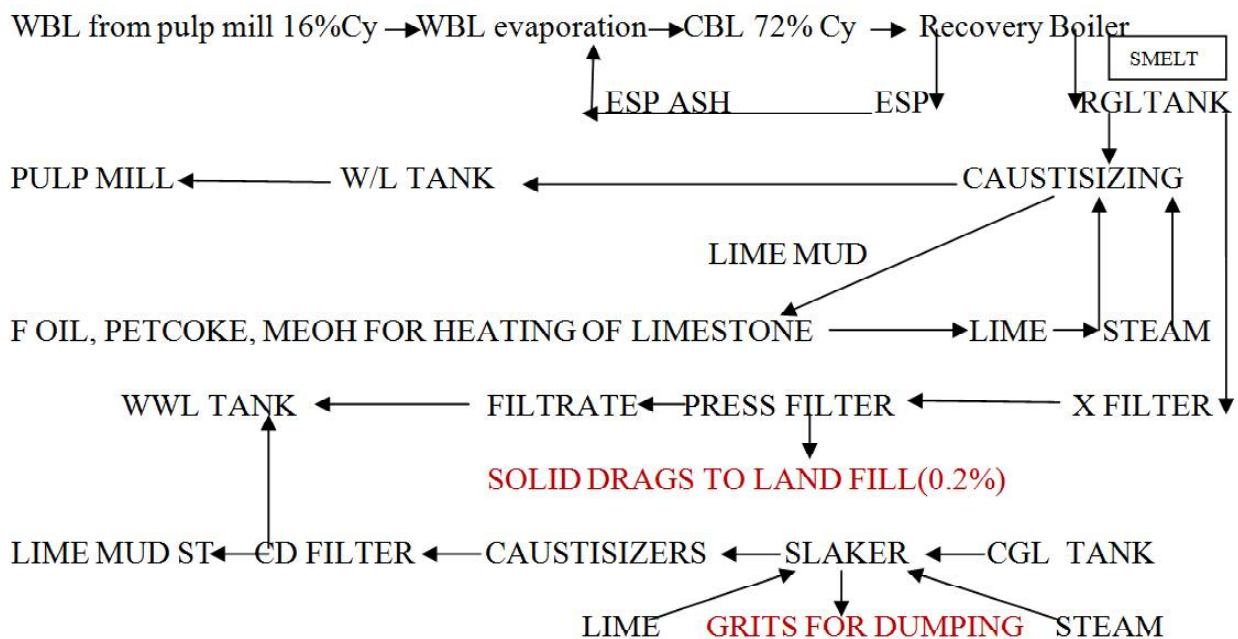 WBL from pulp mill 16%Cy WBL evaporation CBL 72% Cy Recovery Boiler
SMELT
ESP ASH ESP RGLTANK
PULP MILL W/L TANK CAUSTISIZING
LIME MUD
F OIL, PETCOKE, MEOH FOR HEATING OF LIMESTONE LIME STEAM
WWL TANK FILTRATE PRESS FILTER X FILTER
SOLID DRAGS TO LAND FILL(0.2%)
LIME MUD ST CD FILTER CAUSTISIZERS SLAKER CGL TANK
LIME GRITS FOR DUMPING STEAM